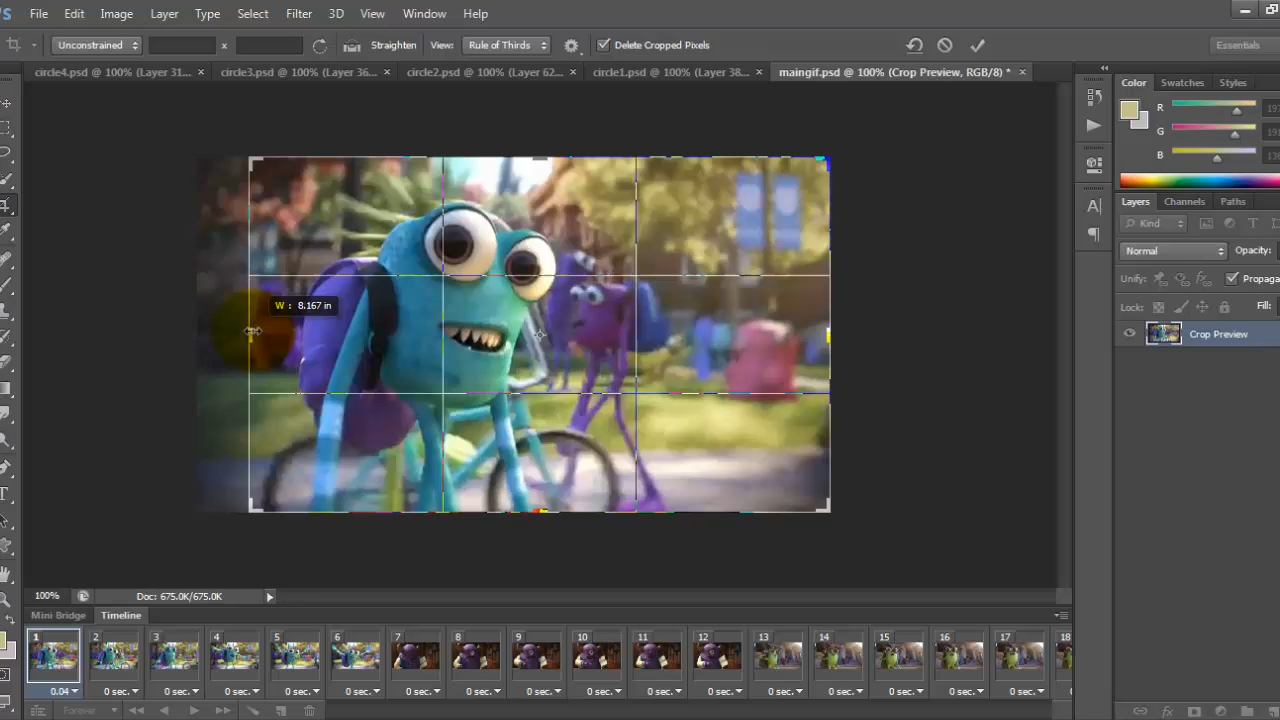 File Edit Image Layer Type Select Filter 3D View Window Help
Unconstrained x Straighten View: Rule of Thirds Delete Cropped Pixels Essentials
circle4.psd @ 100% (Layer 31... × circle3.psd @ 100% (Layer 36... × circle2.psd @ 100% (Layer 62... × circle1.psd @ 100% (Layer 38... × maingif.psd @ 100% (Crop Preview, RGB/8) * ×
Color Swatches Styles
R
G
B
Layers Channels Paths
Kind
Normal Opacity:
Unify: Propaga
Lock: Fill:
Crop Preview
W : 8.167 in
100% Doc: 675.0K/675.0K
Mini Bridge Timeline
1 2 3 4 5 6 7 8 9 10 11 12 13 14 15 16 17 18
0.04 0 sec. 0 sec. 0 sec. 0 sec. 0 sec. 0 sec. 0 sec. 0 sec. 0 sec. 0 sec. 0 sec. 0 sec. 0 sec. 0 sec. 0 sec. 0 sec.
Forever